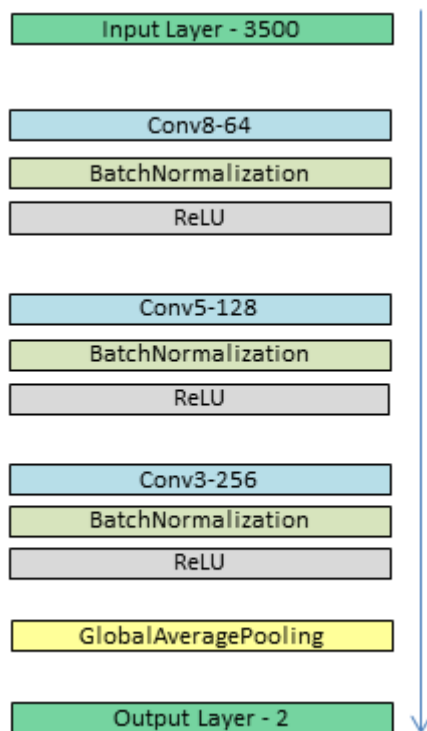 Input Layer - 3500
Conv8-64
BatchNormalization
ReLU
Conv5-128
BatchNormalization
ReLU
Conv3-256
BatchNormalization
ReLU
GlobalAveragePooling
Output Layer - 2